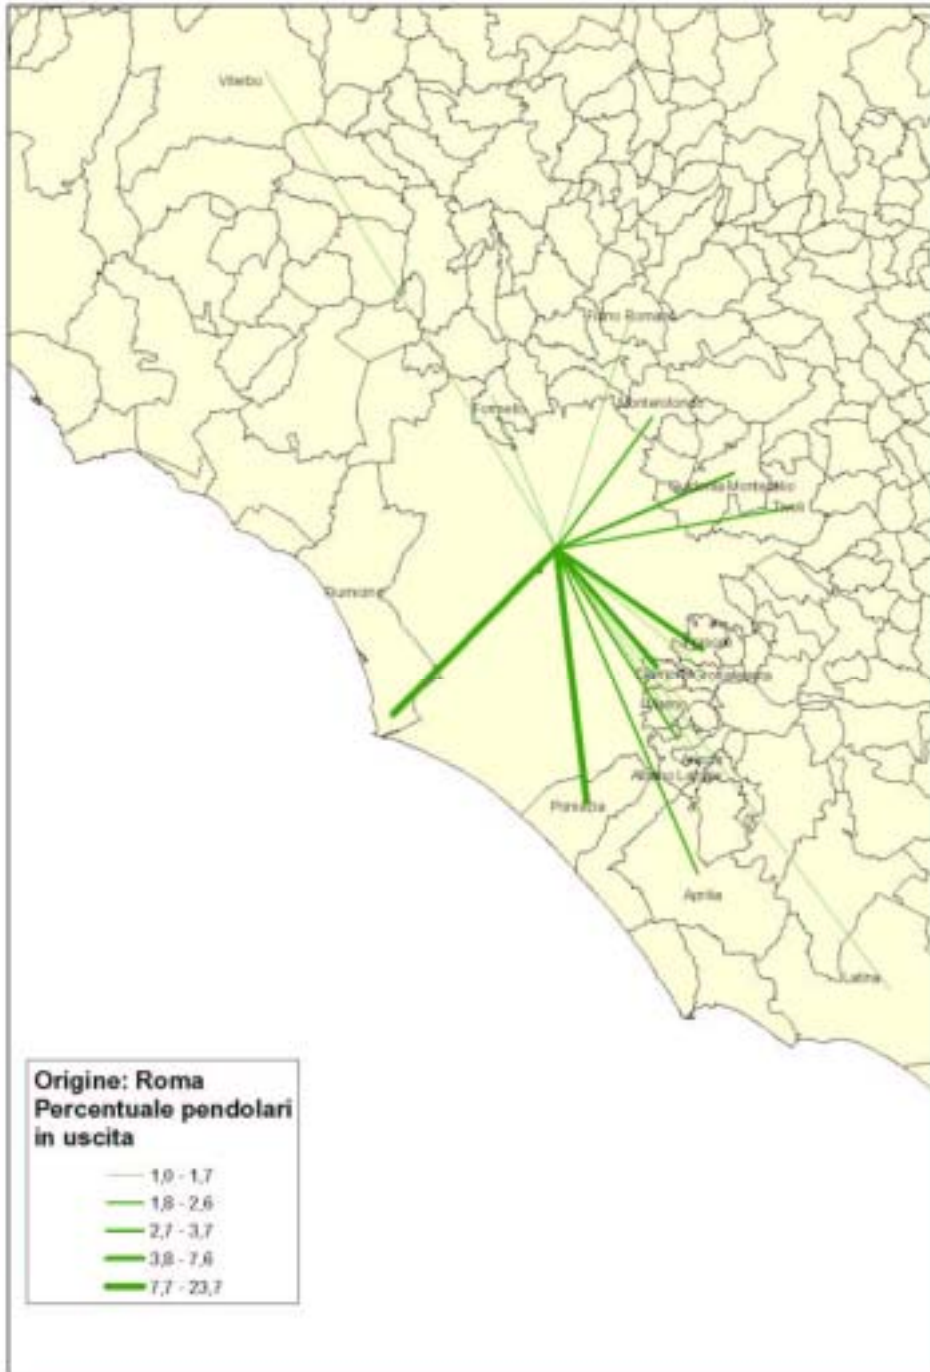 Viterbo
Fiano Romano
Formello
Monterotondo
Guidonia Montecelio
Tivoli
Fiumicino
Frascati
Ciampino
Grottaferrata
Marino
Albano Laziale
Pomezia
Aprilia
Latina
Origine: Roma
Percentuale pendolari
in uscita
1,0 - 1,7
1,8 - 2,6
2,7 - 3,7
3,8 - 7,6
7,7 - 23,7